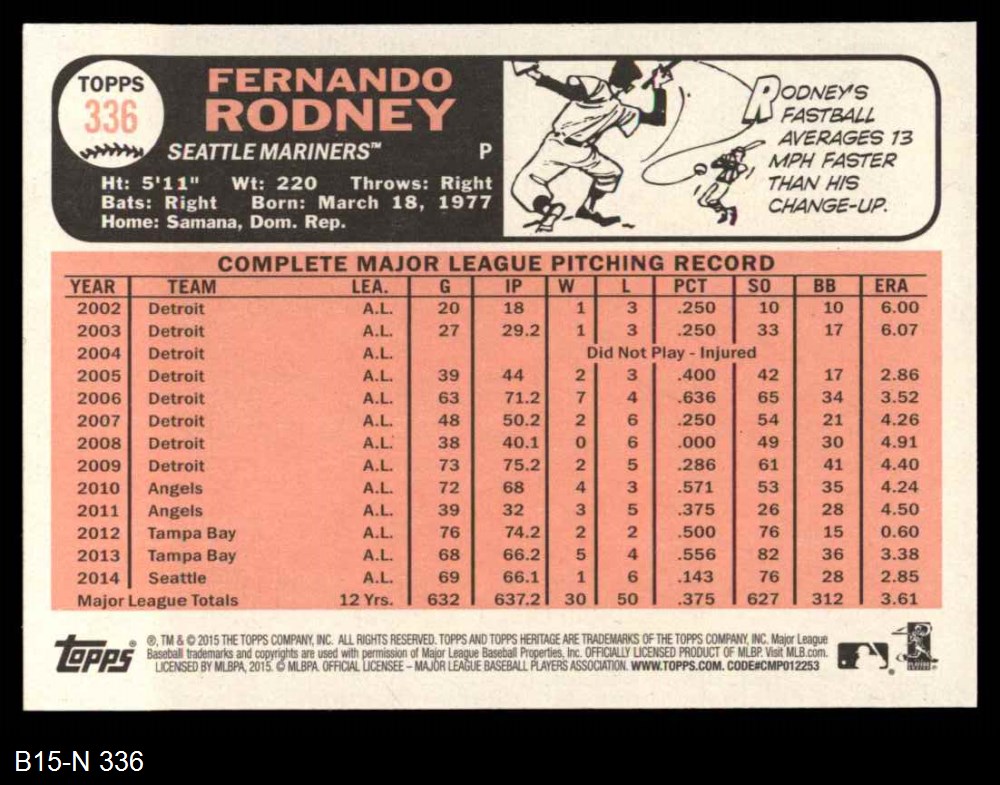 TOPPS
336
FERNANDO
RODNEY
SEATTLE MARINERS™ P
Ht: 5'11" Wt: 220 Throws: Right
Bats: Right Born: March 18, 1977
Home: Samana, Dom. Rep.
RODNEY'S
FASTBALL
AVERAGES 13
MPH FASTER
THAN HIS
CHANGE-UP.
COMPLETE MAJOR LEAGUE PITCHING RECORD
YEAR TEAM LEA. G IP W L PCT SO BB ERA
2002 Detroit A.L. 20 18 1 3 .250 10 10 6.00
2003 Detroit A.L. 27 29.2 1 3 .250 33 17 6.07
2004 Detroit A.L. Did Not Play - Injured
2005 Detroit A.L. 39 44 2 3 .400 42 17 2.86
2006 Detroit A.L. 63 71.2 7 4 .636 65 34 3.52
2007 Detroit A.L. 48 50.2 2 6 .250 54 21 4.26
2008 Detroit A.L. 38 40.1 0 6 .000 49 30 4.91
2009 Detroit A.L. 73 75.2 2 5 .286 61 41 4.40
2010 Angels A.L. 72 68 4 3 .571 53 35 4.24
2011 Angels A.L. 39 32 3 5 .375 26 28 4.50
2012 Tampa Bay A.L. 76 74.2 2 2 .500 76 15 0.60
2013 Tampa Bay A.L. 68 66.2 5 4 .556 82 36 3.38
2014 Seattle A.L. 69 66.1 1 6 .143 76 28 2.85
Major League Totals 12 Yrs. 632 637.2 30 50 .375 627 312 3.61
Topps®
®, TM & © 2015 THE TOPPS COMPANY, INC. ALL RIGHTS RESERVED. TOPPS AND TOPPS HERITAGE ARE TRADEMARKS OF THE TOPPS COMPANY, INC. Major League
Baseball trademarks and copyrights are used with permission of Major League Baseball Properties, Inc. OFFICIALLY LICENSED PRODUCT OF MLBP. Visit MLB.com.
LICENSED BY MLBPA, 2015. © MLBPA. OFFICIAL LICENSEE – MAJOR LEAGUE BASEBALL PLAYERS ASSOCIATION. WWW.TOPPS.COM. CODE#CMP012253
B15-N 336